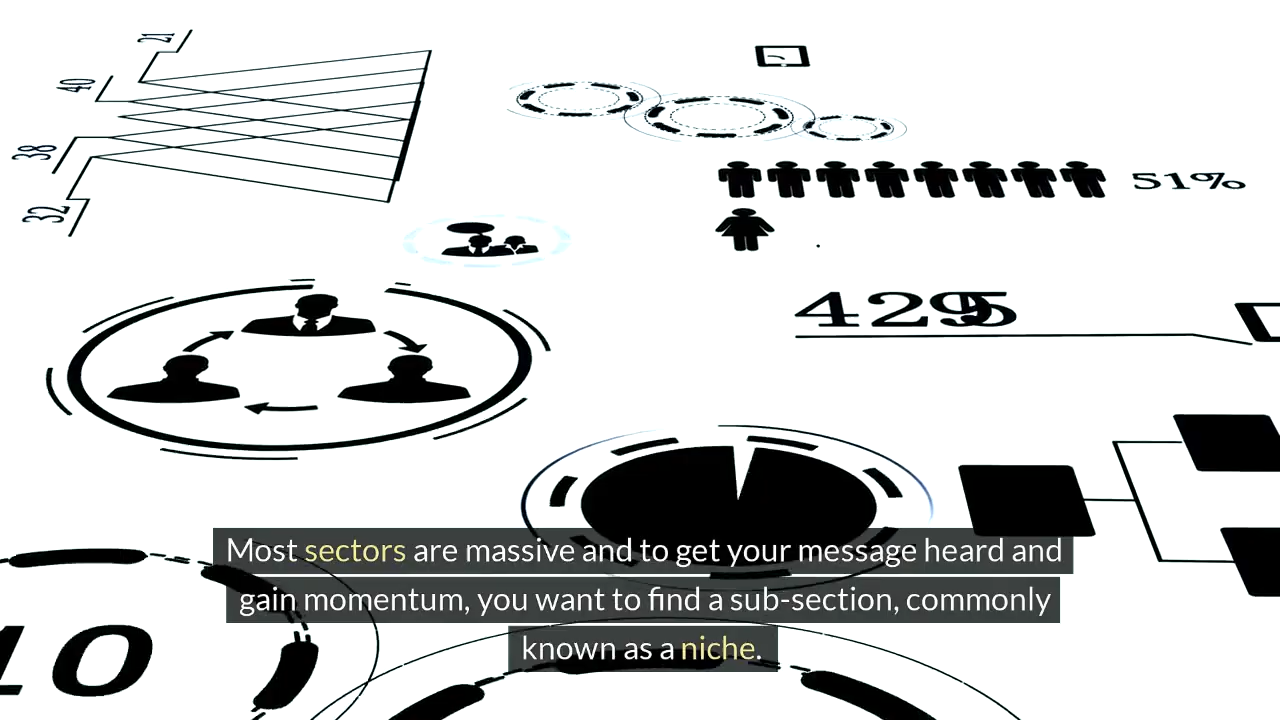 21
40
38
32
51%
Most sectors are massive and to get your message heard and
gain momentum, you want to find a sub-section, commonly
known as a niche.
10